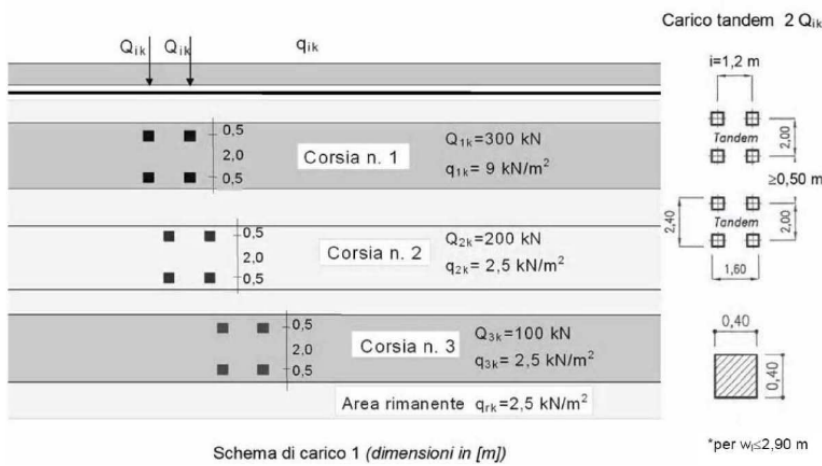 Carico tandem 2 Qik
Qik Qik qik
i=1,2 m
0,5
2,0
0,5
Corsia n. 1
Q1k=300 kN
q1k= 9 kN/m²
Tandem
2,00
≥0,50 m
0,5
2,0
0,5
Corsia n. 2
Q2k=200 kN
q2k= 2,5 kN/m²
2,40
Tandem
2,00
1,60
0,5
2,0
0,5
Corsia n. 3
Q3k=100 kN
q3k= 2,5 kN/m²
0,40
0,40
Area rimanente qrk=2,5 kN/m²
Schema di carico 1 (dimensioni in [m])
*per wl≤2,90 m